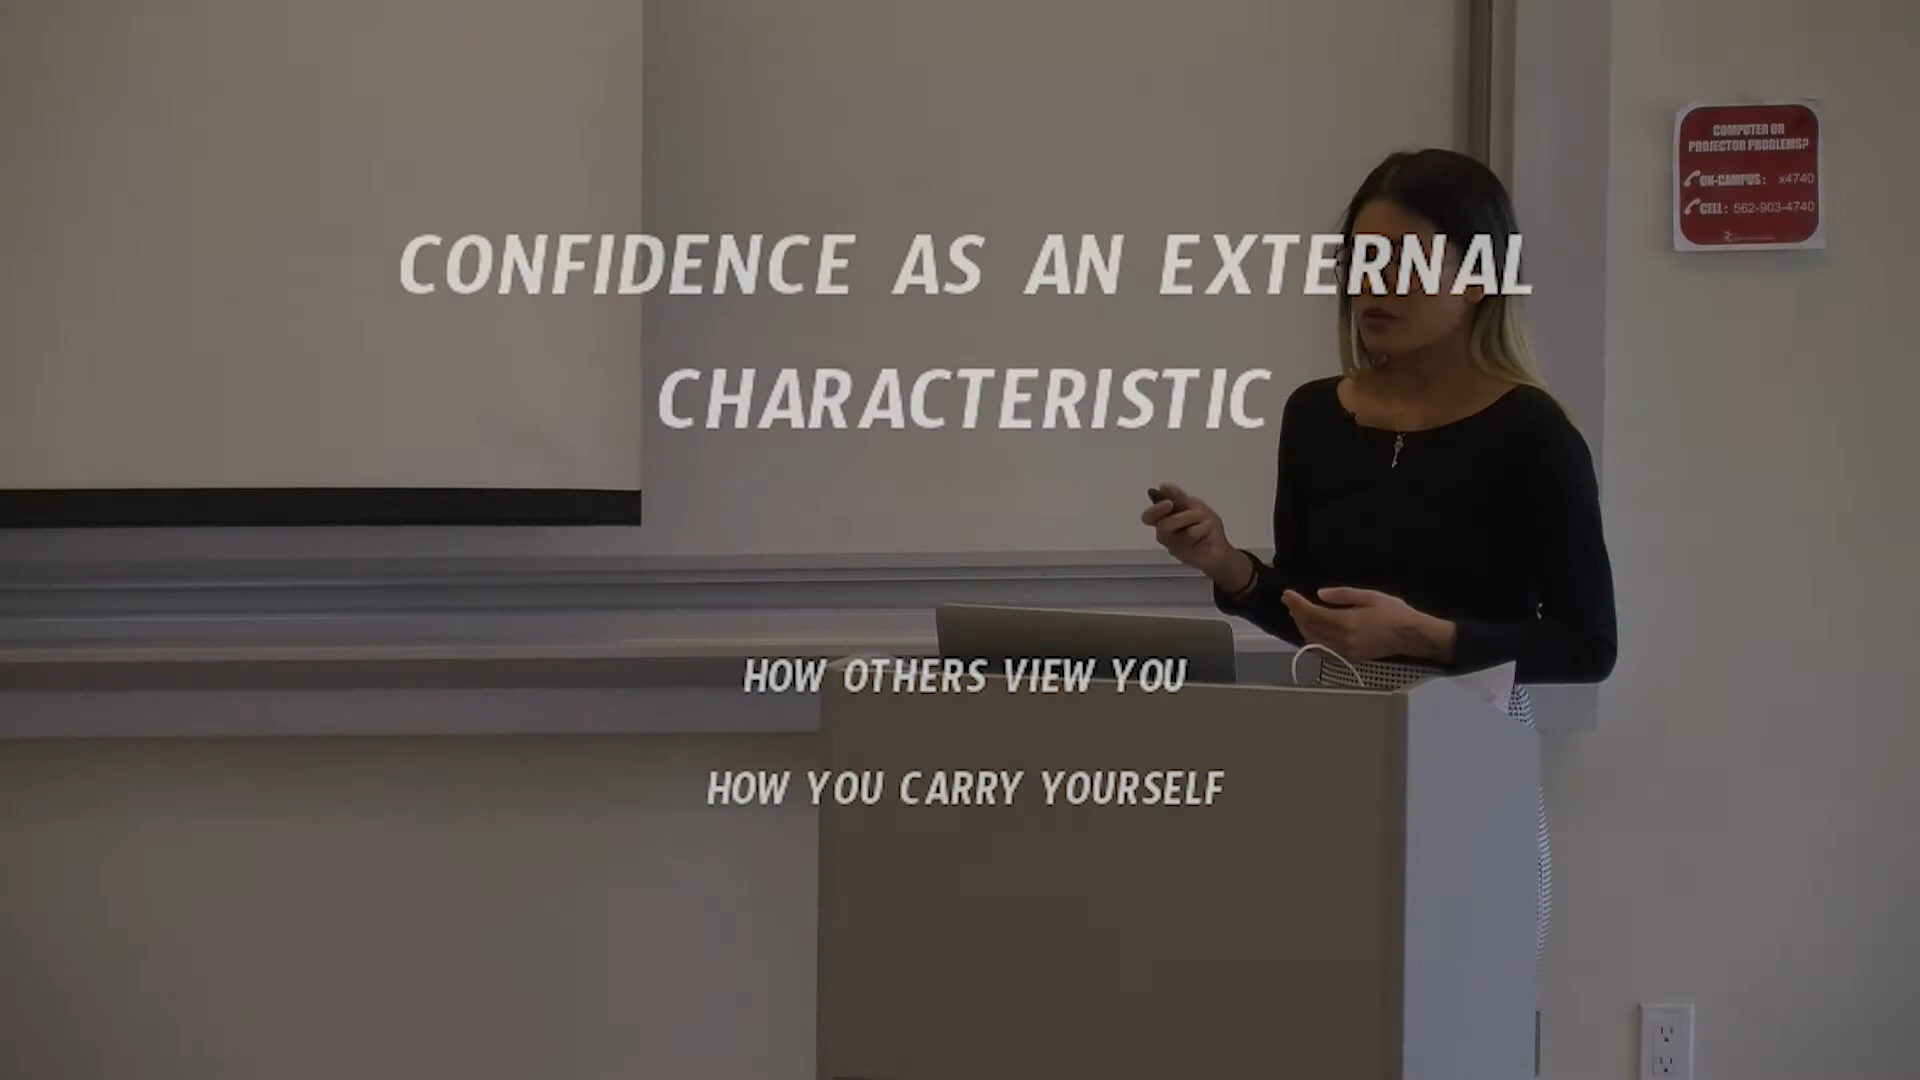 CONFIDENCE AS AN EXTERNAL
CHARACTERISTIC
HOW OTHERS VIEW YOU
HOW YOU CARRY YOURSELF
COMPUTER OR
PROJECTOR PROBLEMS?
ON-CAMPUS: x4740
CELL: 562-903-4740